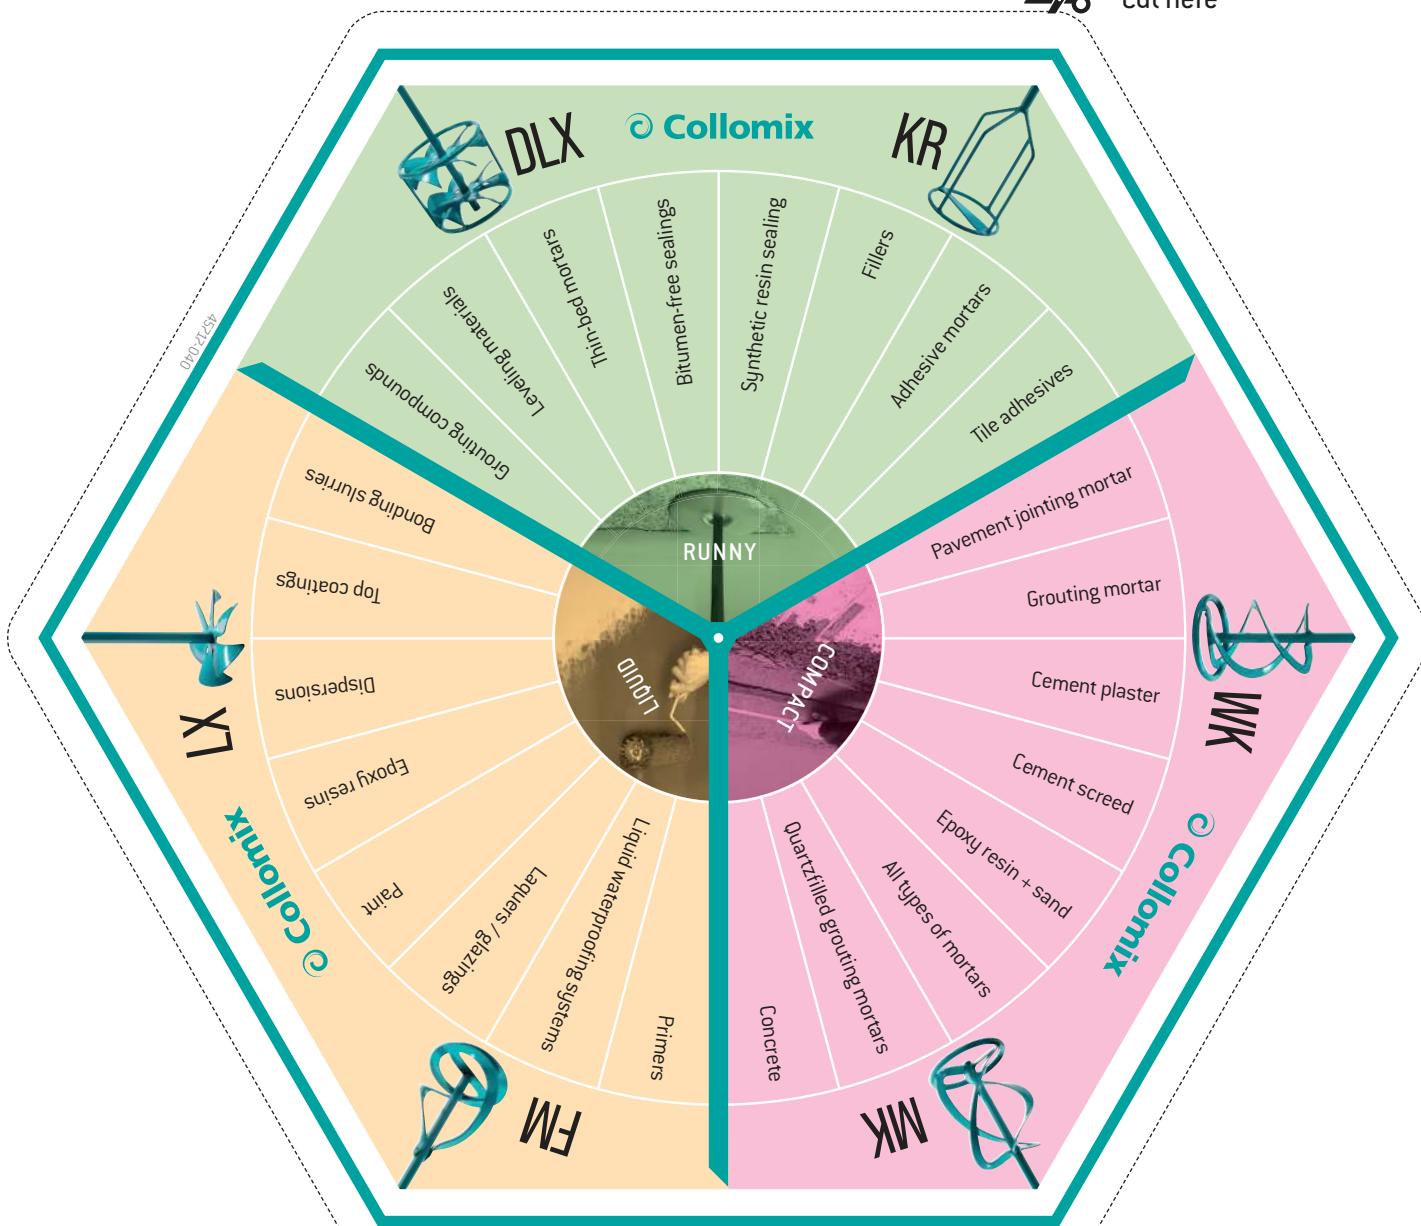 Cut here
DLX
Collomix
KR
Grouting compounds
Leveling materials
Thin-bed mortars
Bitumen-free sealings
Synthetic resin sealing
Fillers
Adhesive mortars
Tile adhesives
RUNNY
45712-040
Pavement jointing mortar
Grouting mortar
Cement plaster
Cement screed
Epoxy resin + sand
All types of mortars
Quartzfilled grouting mortars
Concrete
COMPACT
WK
Collomix
MK
Primers
Liquid waterproofing systems
Laquers / glazings
Paint
Epoxy resins
Dispersions
Top coatings
Bonding slurries
LIQUID
FM
Collomix
LX